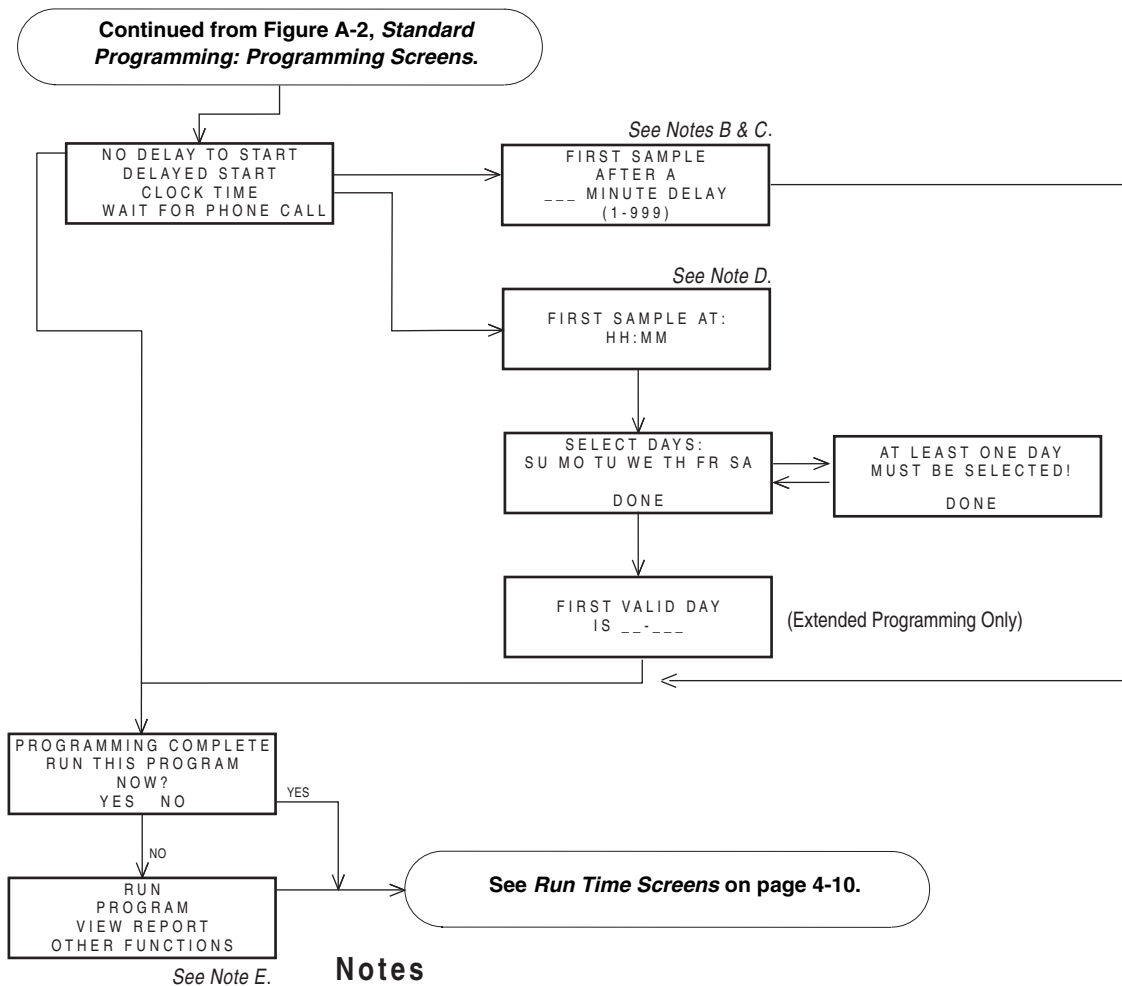 Continued from Figure A-2, Standard
Programming: Programming Screens.
NO DELAY TO START
DELAYED START
CLOCK TIME
WAIT FOR PHONE CALL
See Notes B & C.
FIRST SAMPLE
AFTER A
___ MINUTE DELAY
(1-999)
See Note D.
FIRST SAMPLE AT:
HH:MM
SELECT DAYS:
SU MO TU WE TH FR SA
DONE
AT LEAST ONE DAY
MUST BE SELECTED!
DONE
FIRST VALID DAY
IS __-___
(Extended Programming Only)
PROGRAMMING COMPLETE
RUN THIS PROGRAM
NOW?
YES NO
YES
NO
RUN
PROGRAM
VIEW REPORT
OTHER FUNCTIONS
See Note E.
See Run Time Screens on page 4-10.
Notes